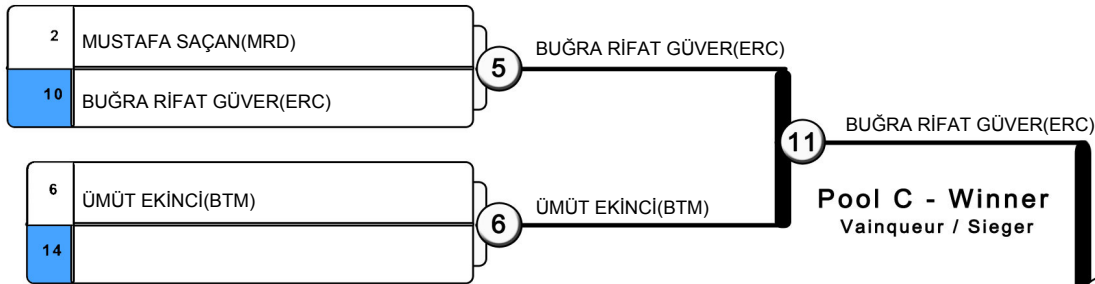 2 MUSTAFA SAÇAN(MRD)
10 BUĞRA RİFAT GÜVER(ERC)
5 BUĞRA RİFAT GÜVER(ERC)
6 ÜMÜT EKİNCİ(BTM)
14
6 ÜMÜT EKİNCİ(BTM)
11 BUĞRA RİFAT GÜVER(ERC)
Pool C - Winner
Vainqueur / Sieger